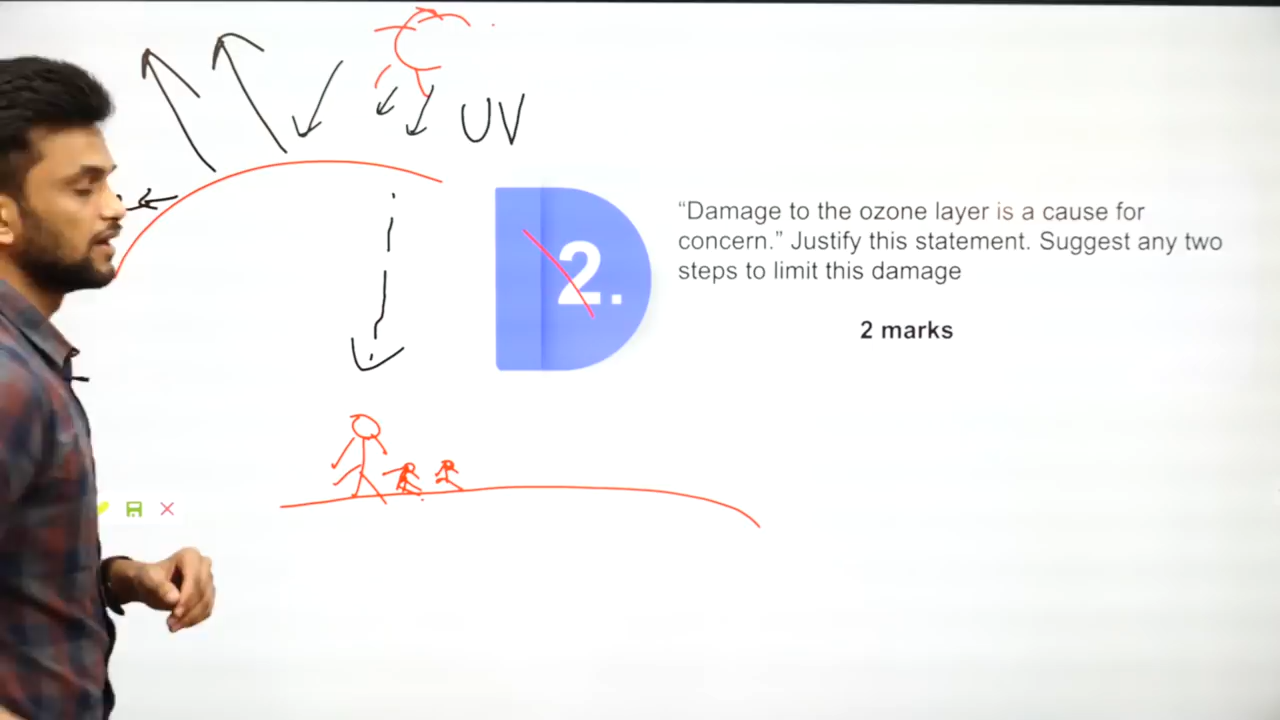 UV
2.
“Damage to the ozone layer is a cause for
concern.” Justify this statement. Suggest any two
steps to limit this damage
2 marks